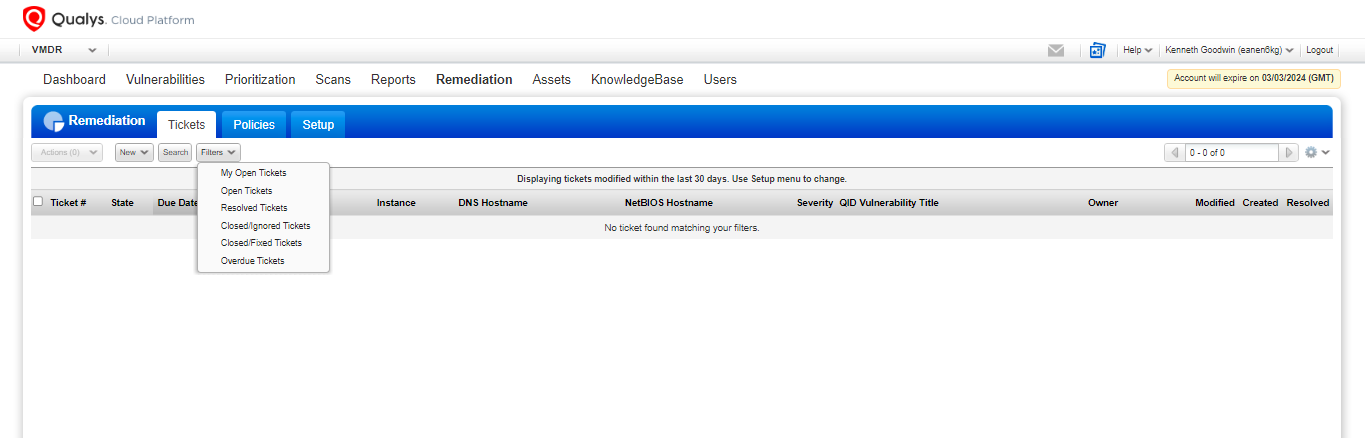 Qualys. Cloud Platform
VMDR
Help
Kenneth Goodwin (eanen6kg)
Logout
Dashboard Vulnerabilities Prioritization Scans Reports Remediation Assets KnowledgeBase Users
Account will expire on 03/03/2024 (GMT)
Remediation Tickets Policies Setup
Actions (0) New Search Filters 0 - 0 of 0
My Open Tickets
Open Tickets
Resolved Tickets
Closed/Ignored Tickets
Closed/Fixed Tickets
Overdue Tickets
Displaying tickets modified within the last 30 days. Use Setup menu to change.
Ticket # State Due Date Instance DNS Hostname NetBIOS Hostname Severity QID Vulnerability Title Owner Modified Created Resolved
No ticket found matching your filters.